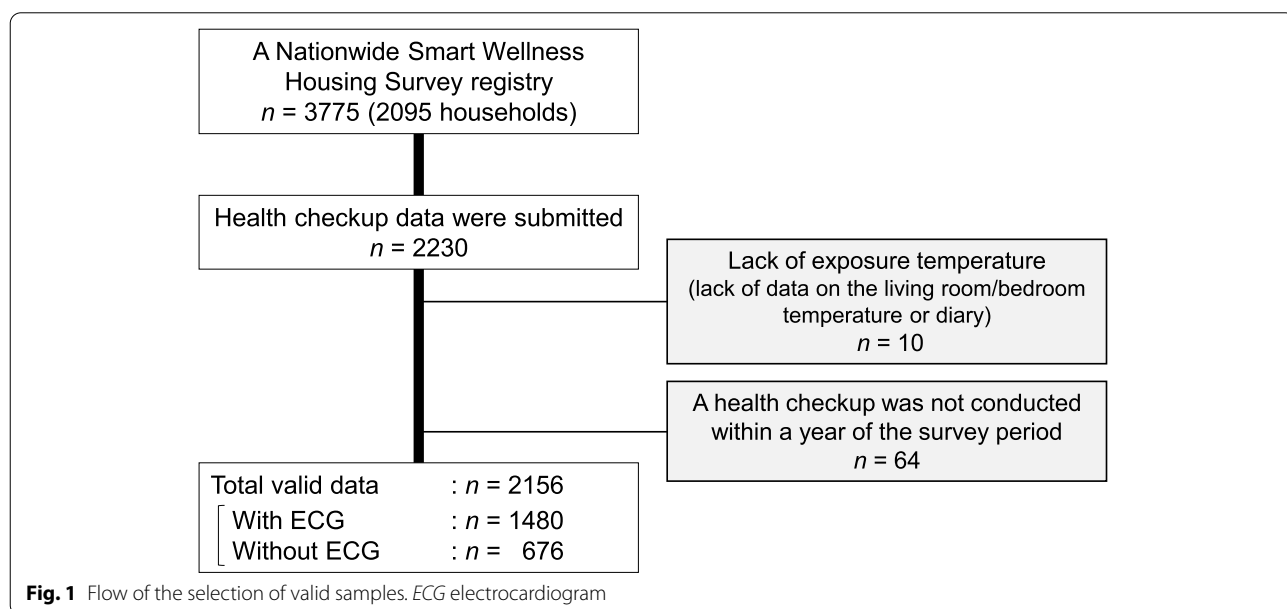 A Nationwide Smart Wellness
Housing Survey registry
n = 3775 (2095 households)
Health checkup data were submitted
n = 2230
Lack of exposure temperature
(lack of data on the living room/bedroom
temperature or diary)
n = 10
A health checkup was not conducted
within a year of the survey period
n = 64
Total valid data : n = 2156
With ECG : n = 1480
Without ECG : n = 676
Fig. 1 Flow of the selection of valid samples. ECG electrocardiogram